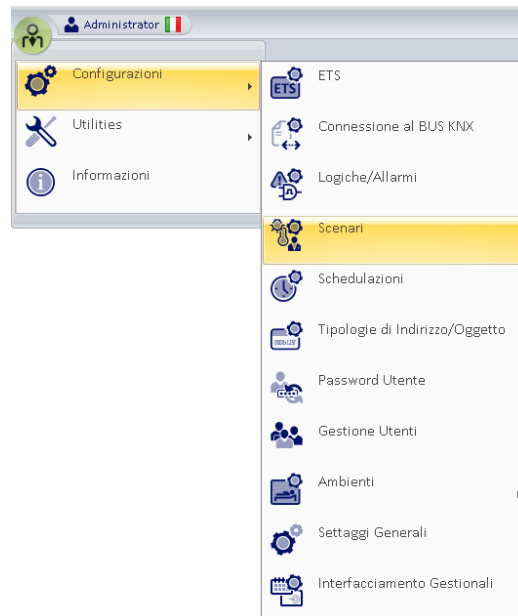 Administrator
Configurazioni
Utilities
Informazioni
ETS
ETS
Connessione al BUS KNX
Logiche/Allarmi
Scenari
Schedulazioni
Tipologie di Indirizzo/Oggetto
Password Utente
Gestione Utenti
Ambienti
Settaggi Generali
Interfacciamento Gestionali